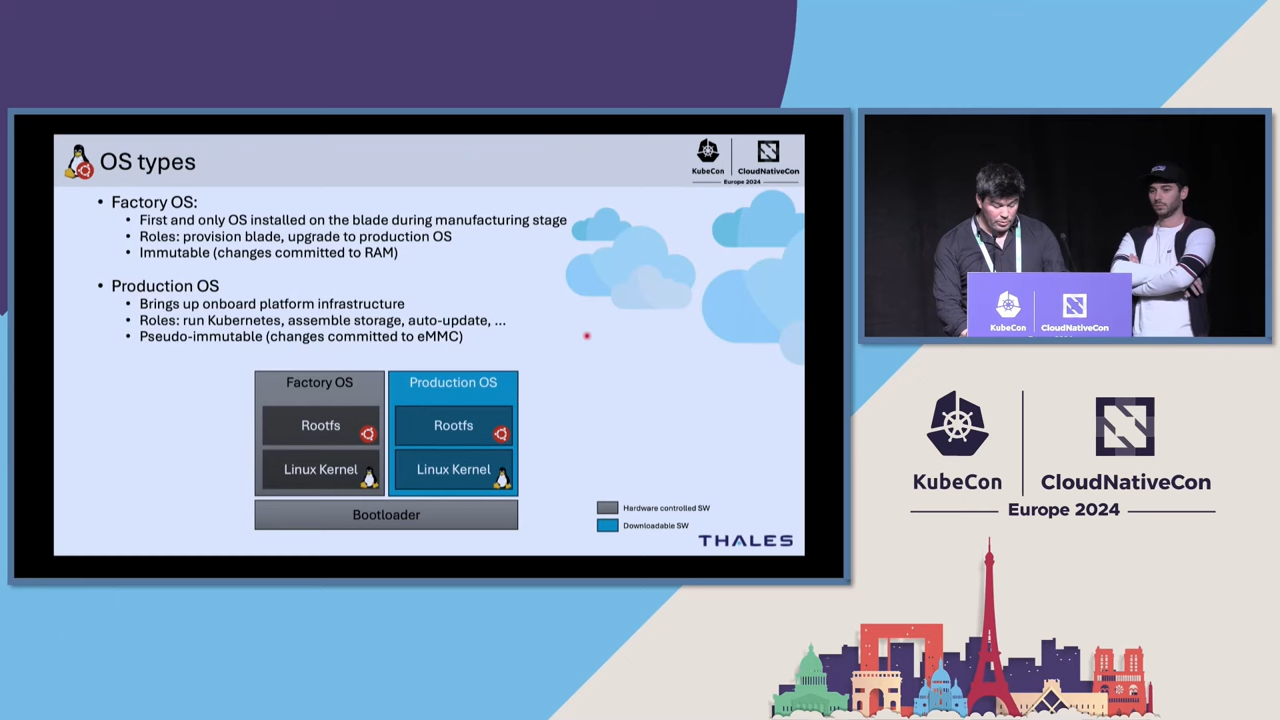 OS types
KubeCon
CloudNativeCon
Europe 2024
• Factory OS:
• First and only OS installed on the blade during manufacturing stage
• Roles: provision blade, upgrade to production OS
• Immutable (changes committed to RAM)
• Production OS
• Brings up onboard platform infrastructure
• Roles: run Kubernetes, assemble storage, auto-update, ...
• Pseudo-immutable (changes committed to eMMC)
Factory OS
Production OS
Rootfs
Rootfs
Linux Kernel
Linux Kernel
Bootloader
Hardware controlled SW
Downloadable SW
THALES
KubeCon
CloudNativeCon
KubeCon
CloudNativeCon
Europe 2024